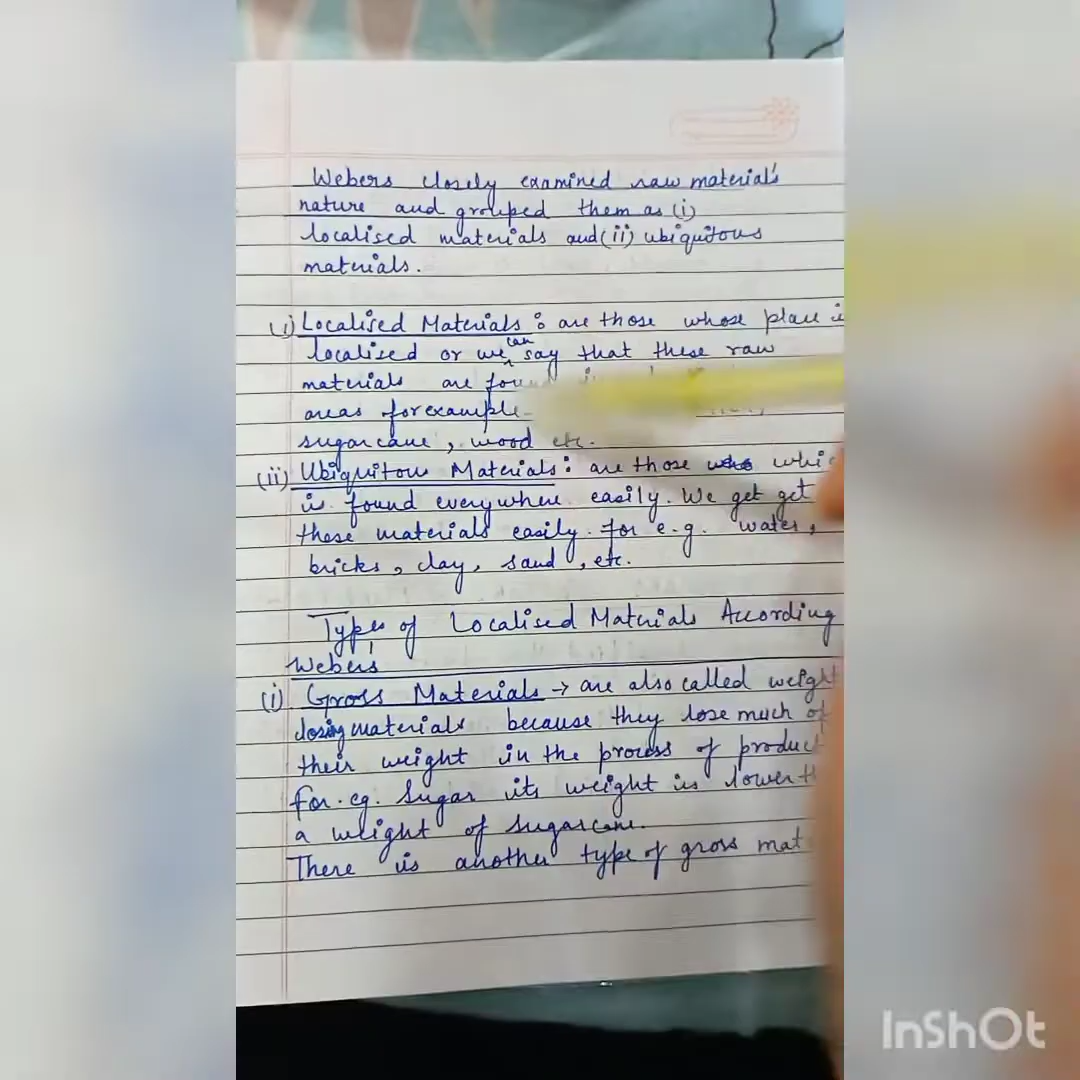 Webers closely examined raw material's
nature and grouped them as (i)
localised materials and (ii) ubiquitous
materials.
(i) Localised Materials : are those whose place is
localised or we can say that these raw
materials are found
areas for example
sugarcane, wood etc.
(ii) Ubiquitous Materials : are those which
is found everywhere easily. We get get
these materials easily. for e.g. water,
bricks, clay, sand, etc.
Types of Localised Materials According
Webers
(i) Gross Materials → are also called weight
losing materials because they lose much of
their weight in the process of product
for. eg. Sugar its weight is lower th
a weight of sugarcane.
There is another type of gross mat
InShOt